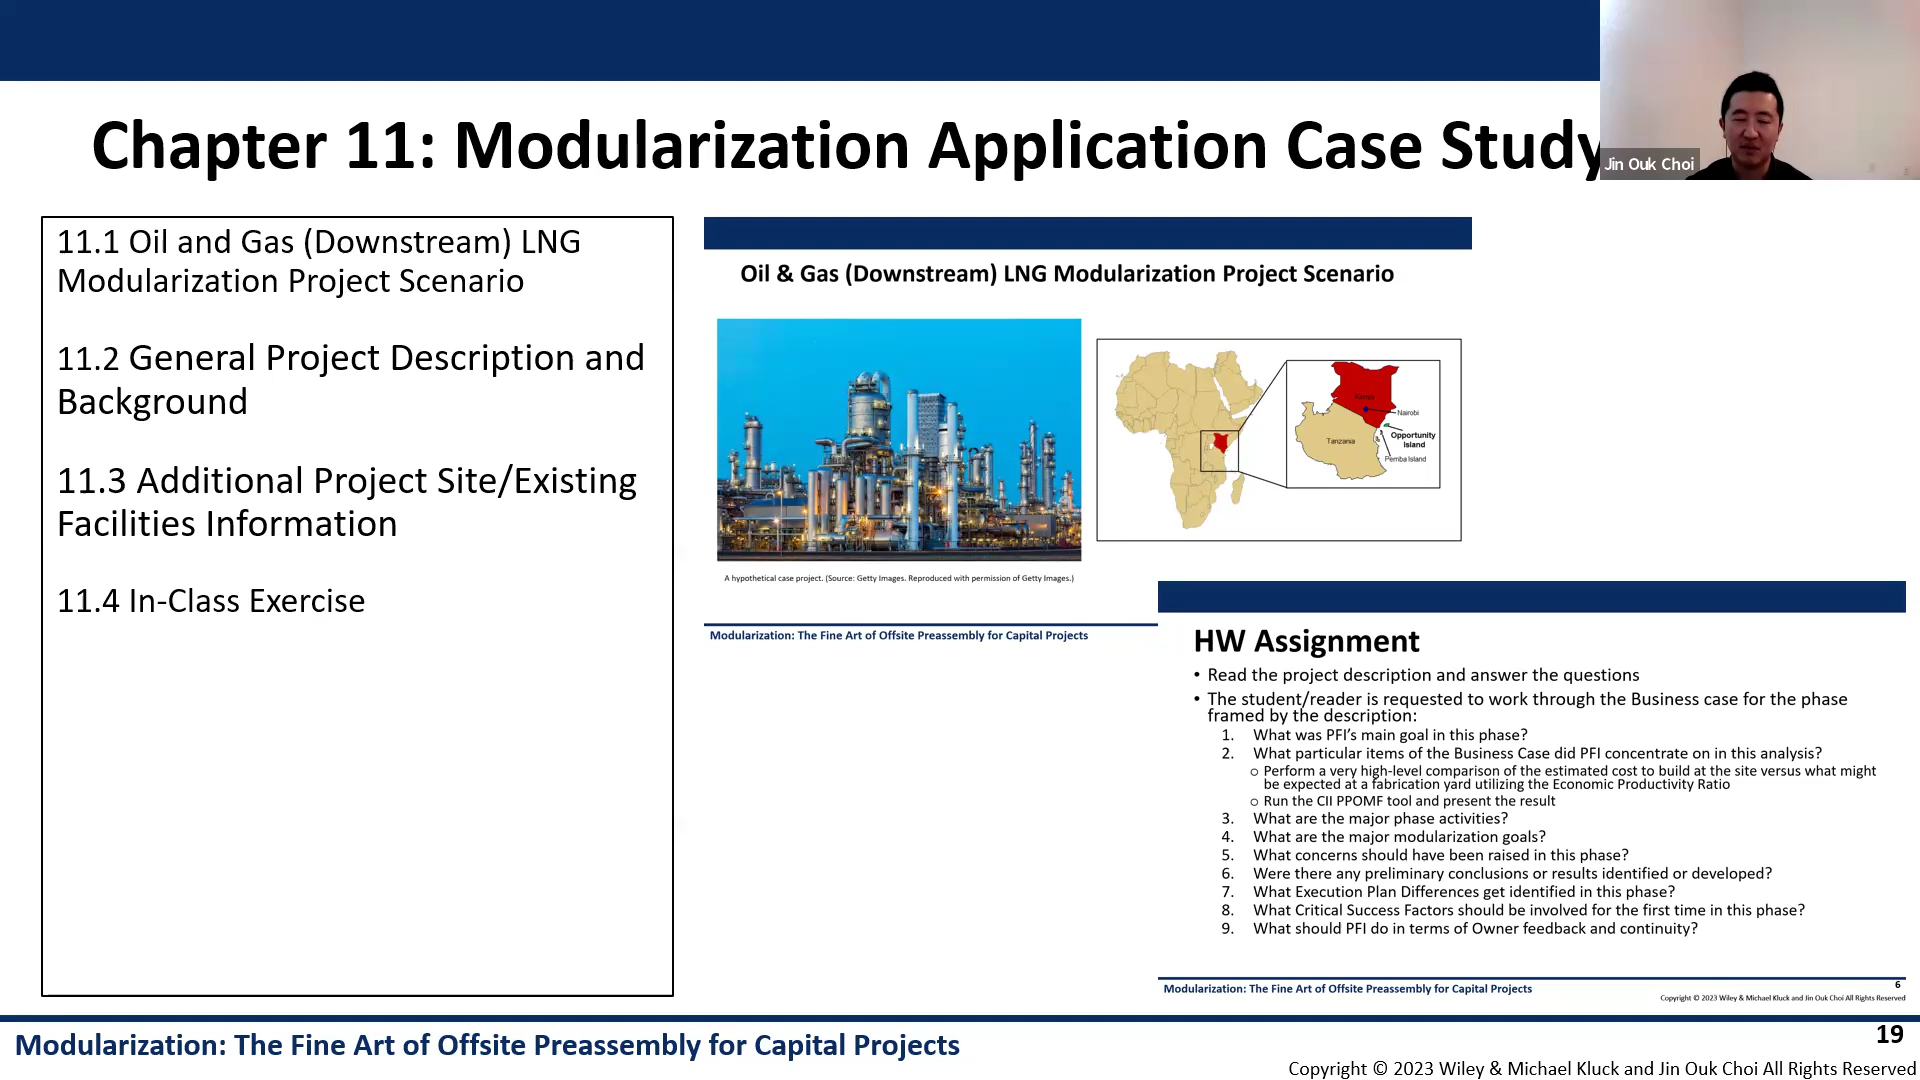 Chapter 11: Modularization Application Case Study
Jin Ouk Choi
11.1 Oil and Gas (Downstream) LNG
Modularization Project Scenario
11.2 General Project Description and
Background
11.3 Additional Project Site/Existing
Facilities Information
11.4 In-Class Exercise
Oil & Gas (Downstream) LNG Modularization Project Scenario
Kenya
Nairobi
Opportunity
Island
Tanzania
Pemba Island
A hypothetical case project. (Source: Getty Images. Reproduced with permission of Getty Images.)
Modularization: The Fine Art of Offsite Preassembly for Capital Projects
HW Assignment
• Read the project description and answer the questions
• The student/reader is requested to work through the Business case for the phase
framed by the description:
1. What was PFI's main goal in this phase?
2. What particular items of the Business Case did PFI concentrate on in this analysis?
o Perform a very high-level comparison of the estimated cost to build at the site versus what might
be expected at a fabrication yard utilizing the Economic Productivity Ratio
o Run the CII PPOMF tool and present the result
3. What are the major phase activities?
4. What are the major modularization goals?
5. What concerns should have been raised in this phase?
6. Were there any preliminary conclusions or results identified or developed?
7. What Execution Plan Differences get identified in this phase?
8. What Critical Success Factors should be involved for the first time in this phase?
9. What should PFI do in terms of Owner feedback and continuity?
Modularization: The Fine Art of Offsite Preassembly for Capital Projects
6
Copyright © 2023 Wiley & Michael Kluck and Jin Ouk Choi All Rights Reserved
Modularization: The Fine Art of Offsite Preassembly for Capital Projects
19
Copyright © 2023 Wiley & Michael Kluck and Jin Ouk Choi All Rights Reserved